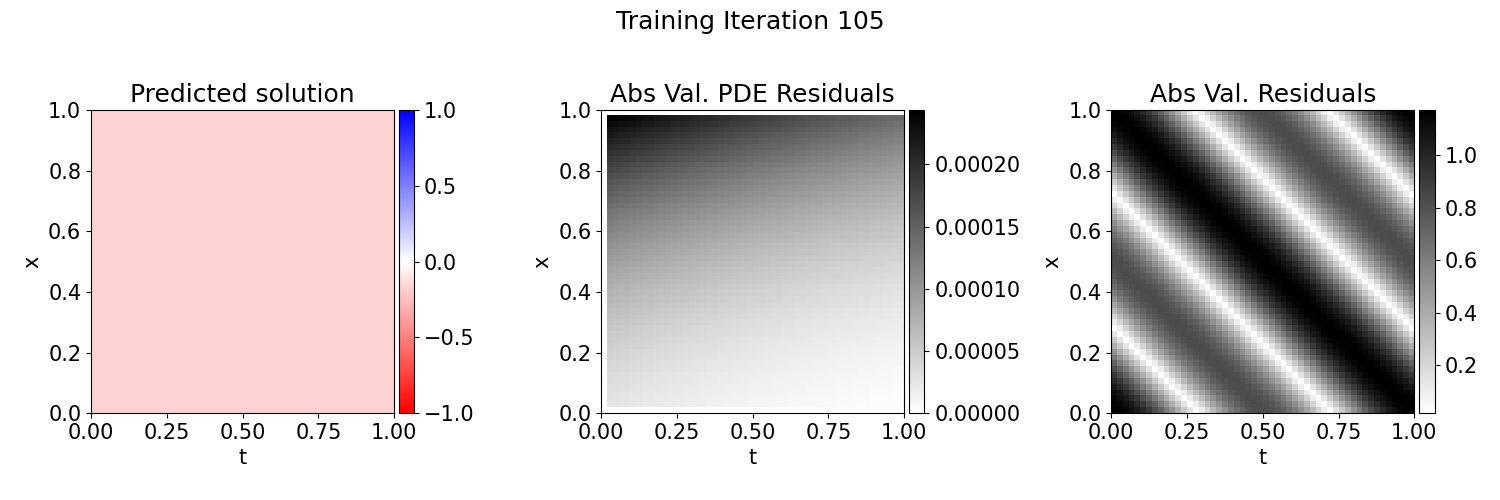 Training Iteration 105
Predicted solution
1.0
0.8
0.6
0.4
0.2
0.0
x
0.00 0.25 0.50 0.75 1.00
t
1.0
0.5
0.0
−0.5
−1.0
Abs Val. PDE Residuals
1.0
0.8
0.6
0.4
0.2
0.0
x
0.00 0.25 0.50 0.75 1.00
t
0.00020
0.00015
0.00010
0.00005
0.00000
Abs Val. Residuals
1.0
0.8
0.6
0.4
0.2
0.0
x
0.00 0.25 0.50 0.75 1.00
t
1.0
0.8
0.6
0.4
0.2